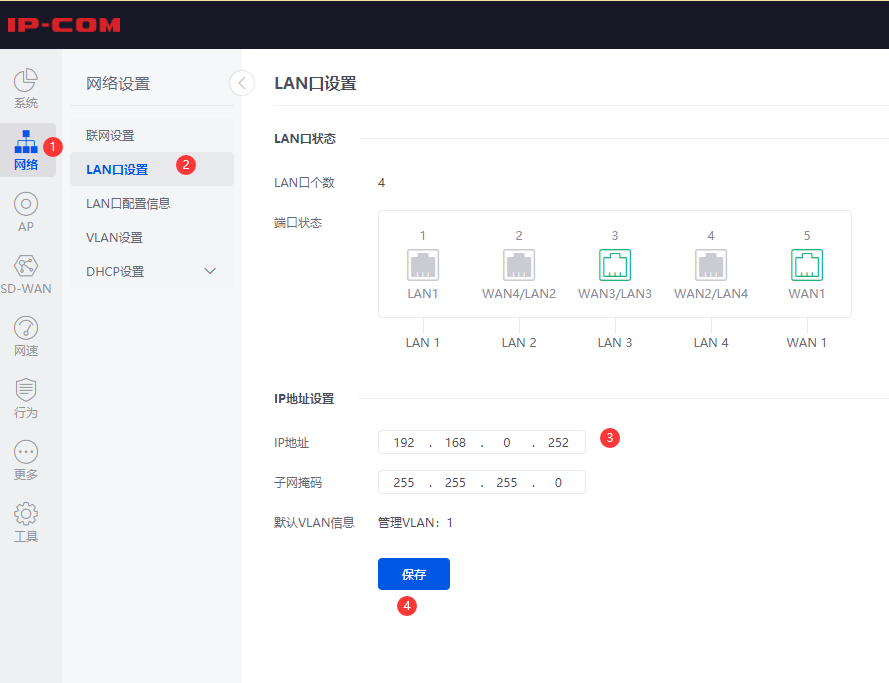 IP-COM
系统
网络
1
AP
SD-WAN
网速
行为
更多
工具
网络设置
联网设置
LAN口设置
2
LAN口配置信息
VLAN设置
DHCP设置
LAN口设置
LAN口状态
LAN口个数 4
端口状态
1 2 3 4 5
LAN1 WAN4/LAN2 WAN3/LAN3 WAN2/LAN4 WAN1
LAN 1 LAN 2 LAN 3 LAN 4 WAN 1
IP地址设置
IP地址 192 . 168 . 0 . 252 3
子网掩码 255 . 255 . 255 . 0
默认VLAN信息 管理VLAN：1
保存
4